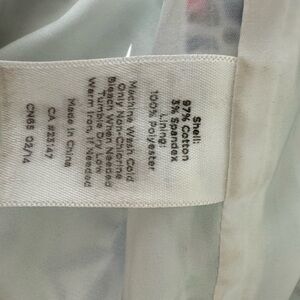 Shell:
97% Cotton
3% Spandex
Lining:
100% Polyester
Machine Wash Cold
Only Non-Chlorine
Bleach When Needed
Tumble Dry Low
Warm Iron, If Needed
Made in China
CA #23147
CN65 02/14